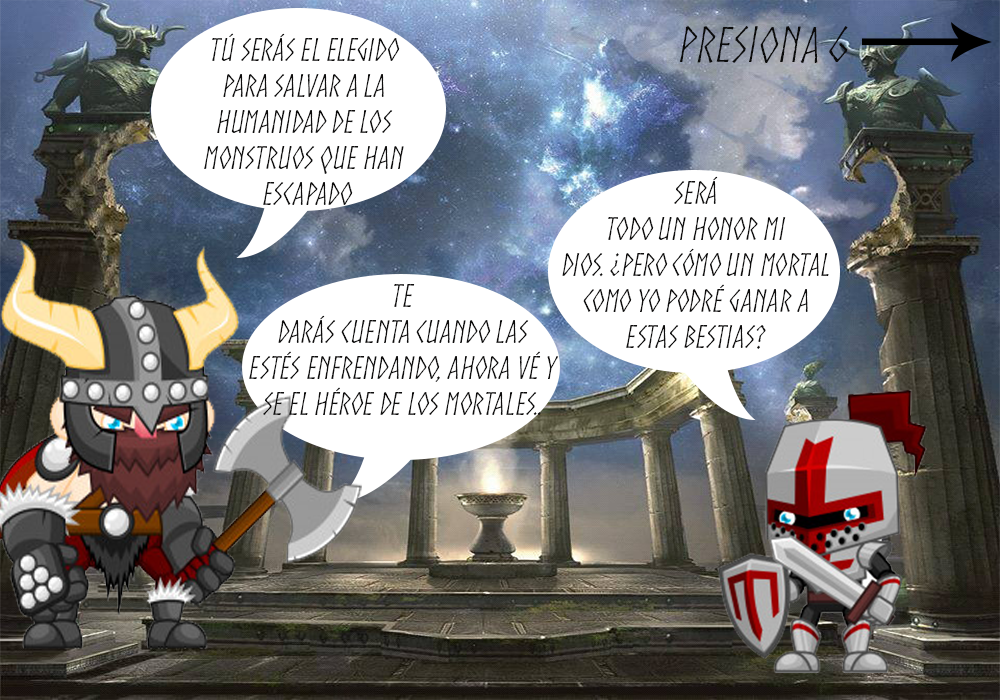 TÚ SERÁS EL ELEGIDO
PARA SALVAR A LA
HUMANIDAD DE LOS
MONSTRUOS QUE HAN
ESCAPADO
PRESIONA 6
SERÁ
TODO UN HONOR MI
DIOS. ¿PERO CÓMO UN MORTAL
COMO YO PODRÉ GANAR A
ESTAS BESTIAS?
TE
DARÁS CUENTA CUANDO LAS
ESTÉS ENFRENDANDO, AHORA VÉ Y
SE EL HÉROE DE LOS MORTALES..